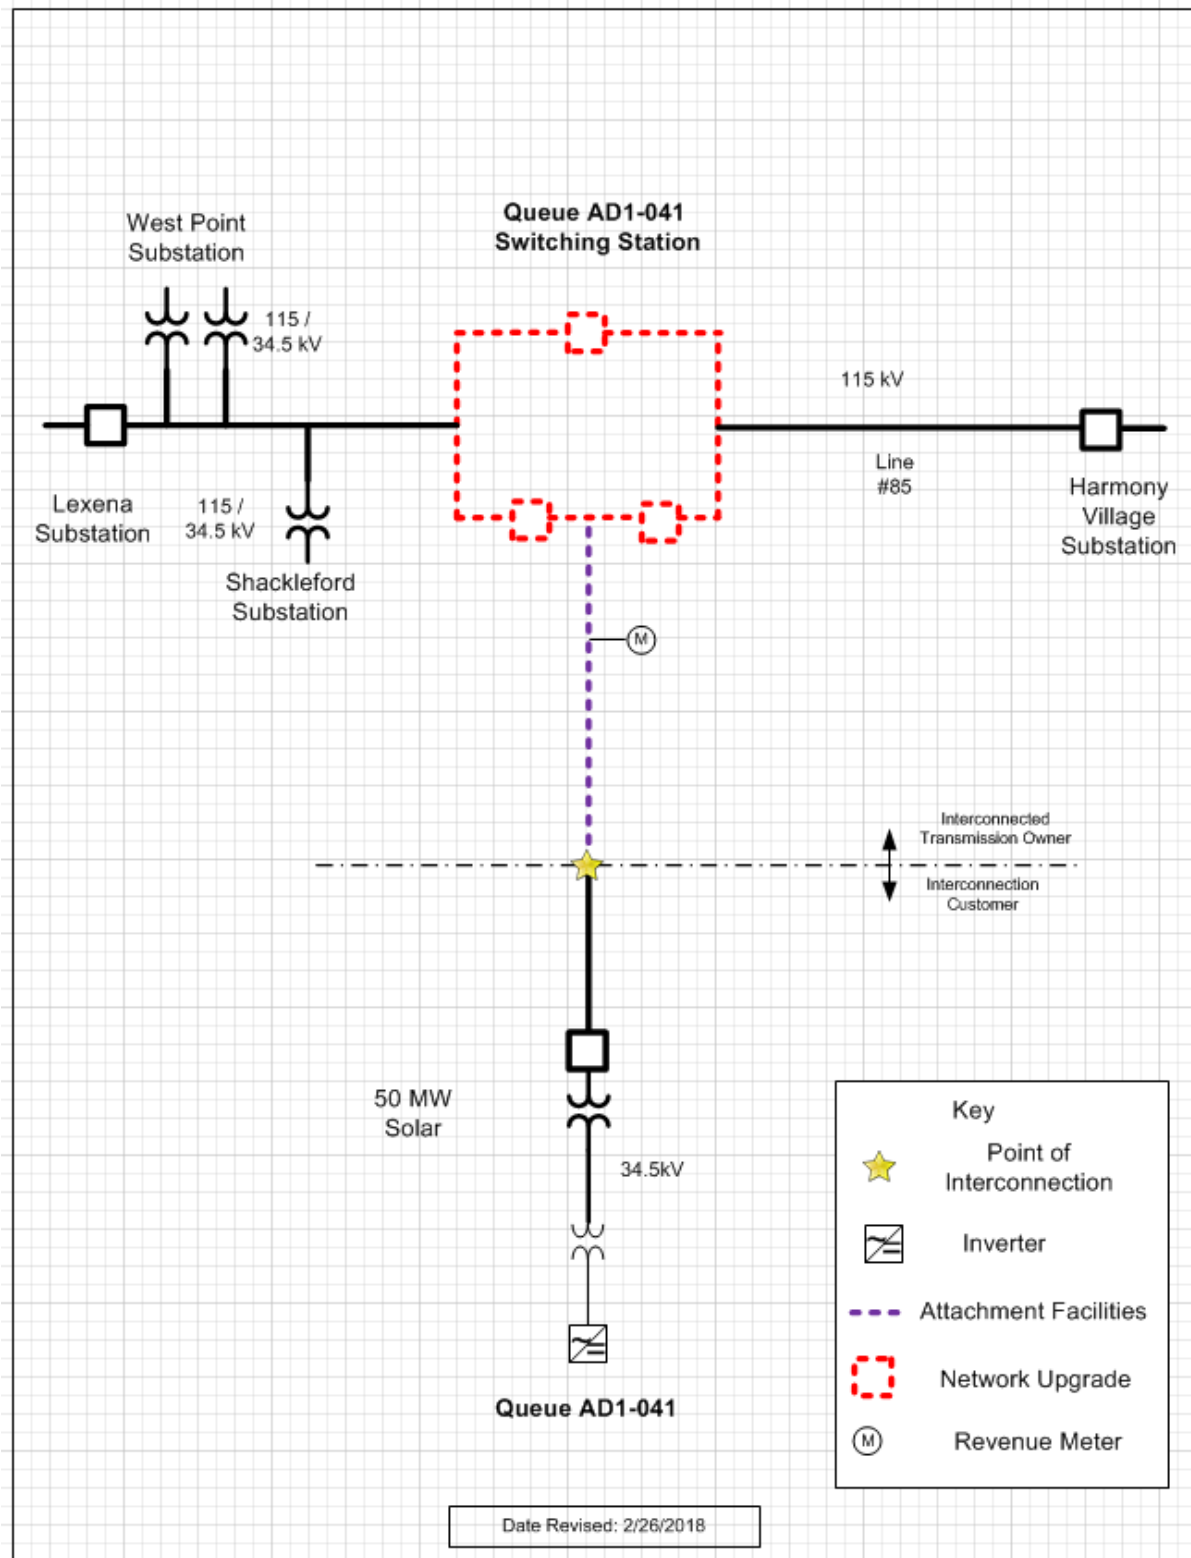 Queue AD1-041
Switching Station
West Point
Substation
115 /
34.5 kV
115 kV
Line
#85
Lexena
Substation
115 /
34.5 kV
Harmony
Village
Substation
Shackleford
Substation
M
Interconnected
Transmission Owner
Interconnection
Customer
50 MW
Solar
34.5kV
Queue AD1-041
Key
Point of
Interconnection
Inverter
Attachment Facilities
Network Upgrade
M
Revenue Meter
Date Revised: 2/26/2018